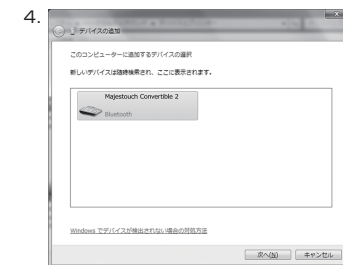 4.
デバイスの追加
このコンピューターに追加するデバイスの選択
新しいデバイスは随時検索され、ここに表示されます。
Majestouch Convertible 2
Bluetooth
Windows でデバイスが検出されない場合の対処方法
次へ(N)
キャンセル